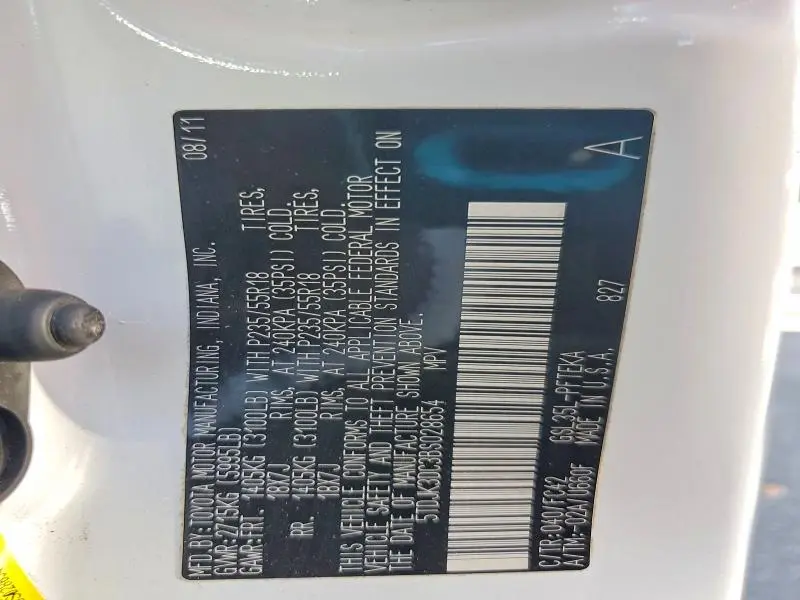 MFD. BY: TOYOTA MOTOR MANUFACTURING, INDIANA, INC. 08/11
GVWR: 2715KG (5995LB)
GAWR: FRT. 1405KG (3100LB) WITH P235/55R18 TIRES,
18X7J RIMS, AT 240KPA (35PSI) COLD.
RR. 1405KG (3100LB) WITH P235/55R18 TIRES,
18X7J RIMS, AT 240KPA (35PSI) COLD.
THIS VEHICLE CONFORMS TO ALL APPLICABLE FEDERAL MOTOR
VEHICLE SAFETY AND THEFT PREVENTION STANDARDS IN EFFECT ON
THE DATE OF MANUFACTURE SHOWN ABOVE.
5TDJK3DC3BS028654 MPV
A
C/TR:040/FC42 GSL35L-PFTEKA 827
A/TM:-02A/U660F MADE IN U.S.A.